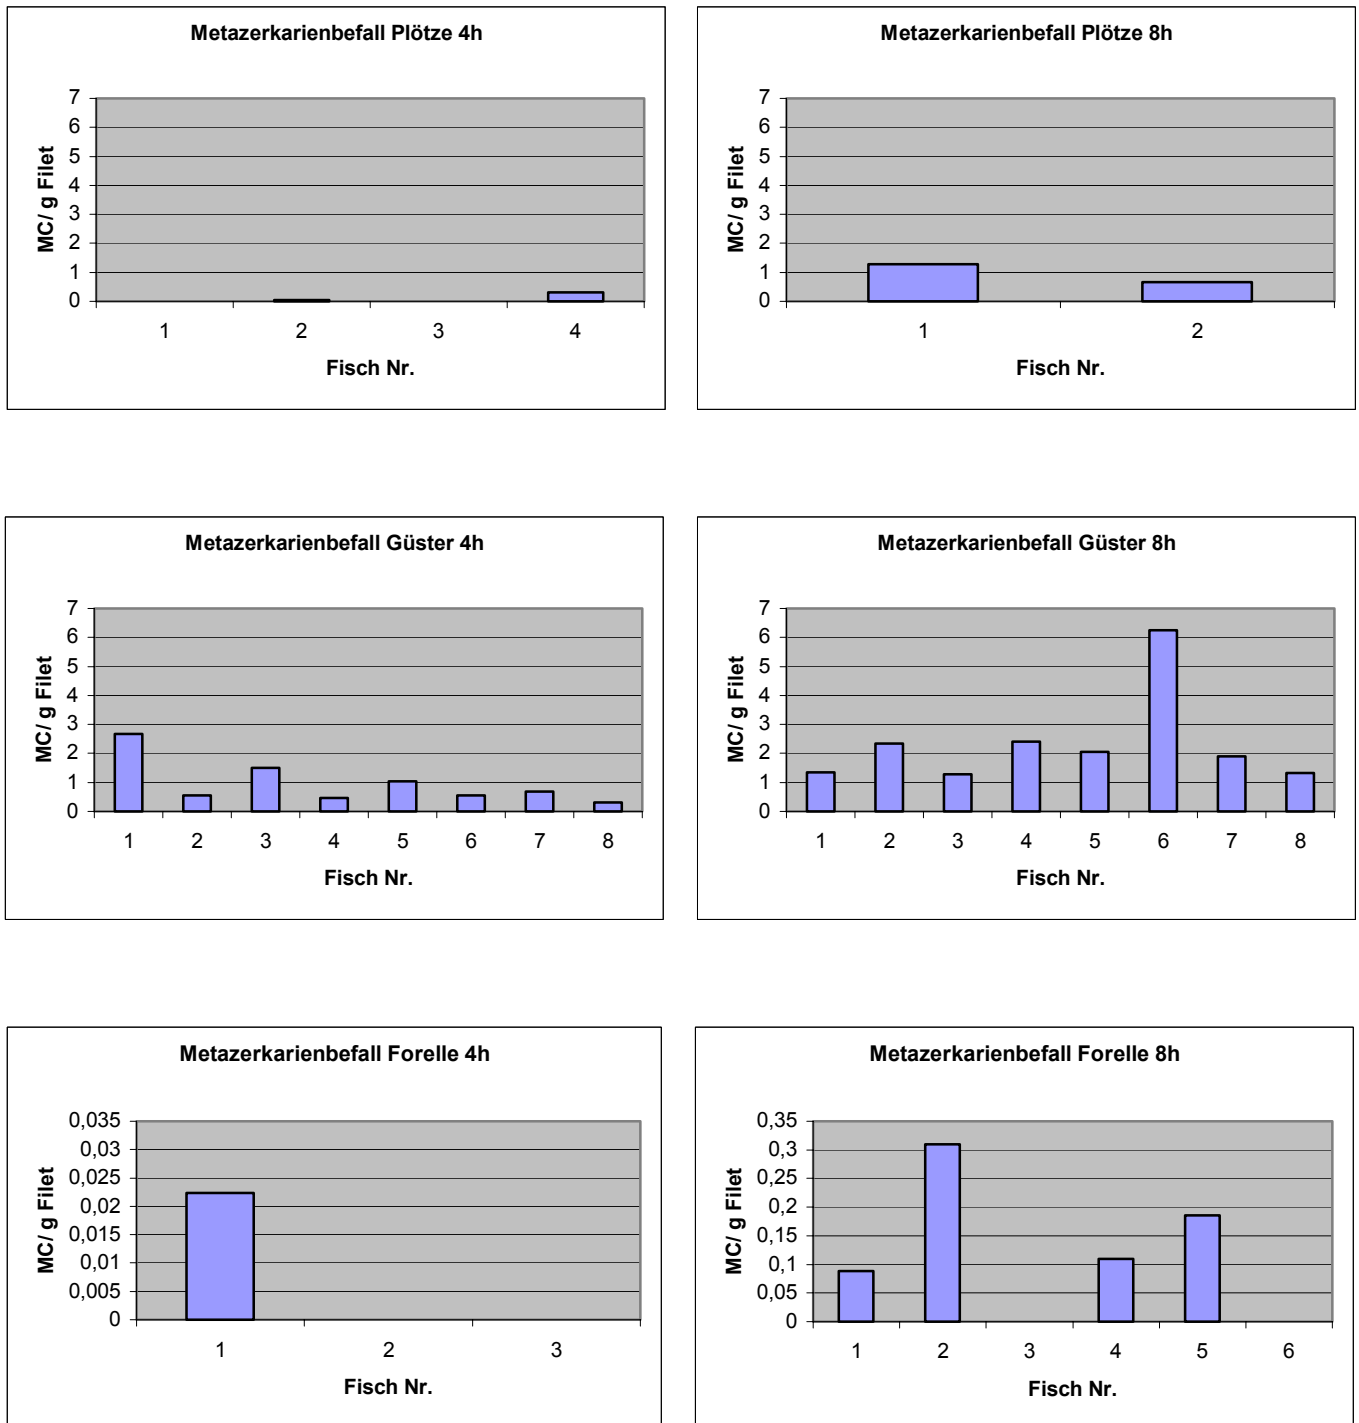 Metazerkarienbefall Plötze 4h
7
6
5
4
3
2
1
0
MC/ g Filet
1 2 3 4
Fisch Nr.
Metazerkarienbefall Plötze 8h
7
6
5
4
3
2
1
0
MC/ g Filet
1 2
Fisch Nr.
Metazerkarienbefall Güster 4h
7
6
5
4
3
2
1
0
MC/ g Filet
1 2 3 4 5 6 7 8
Fisch Nr.
Metazerkarienbefall Güster 8h
7
6
5
4
3
2
1
0
MC/ g Filet
1 2 3 4 5 6 7 8
Fisch Nr.
Metazerkarienbefall Forelle 4h
0,035
0,03
0,025
0,02
0,015
0,01
0,005
0
MC/ g Filet
1 2 3
Fisch Nr.
Metazerkarienbefall Forelle 8h
0,35
0,3
0,25
0,2
0,15
0,1
0,05
0
MC/ g Filet
1 2 3 4 5 6
Fisch Nr.